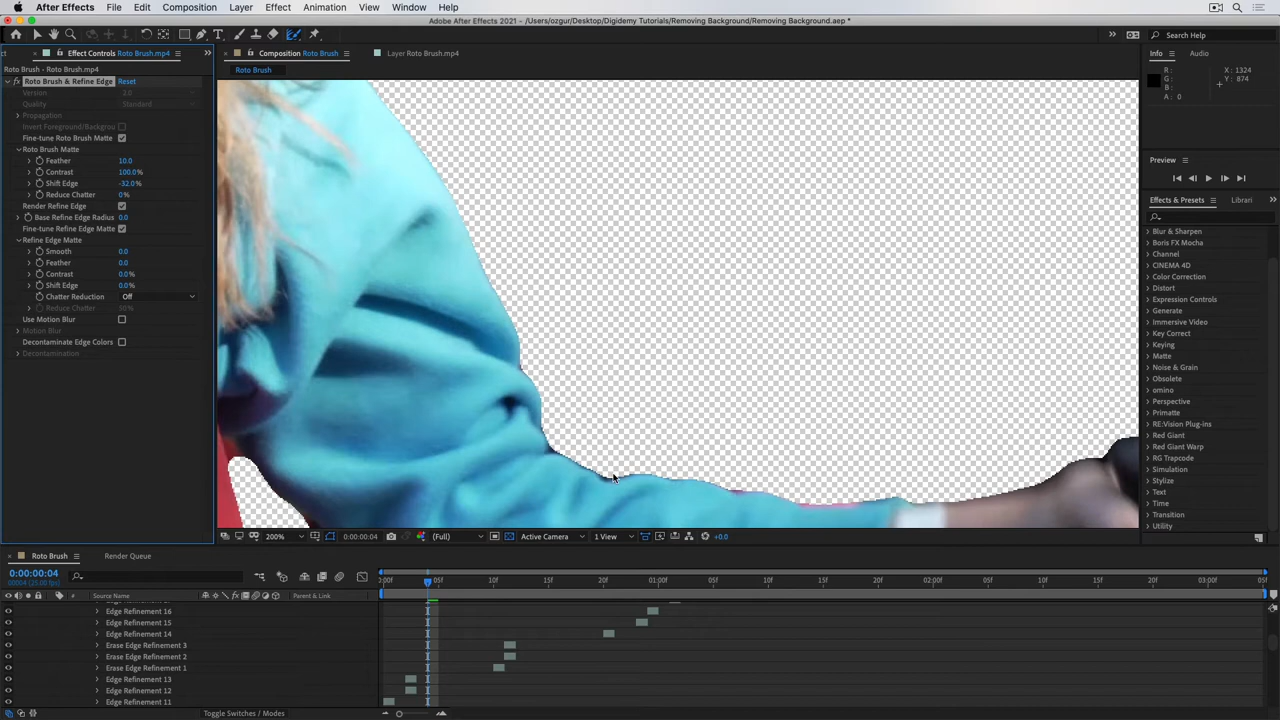 After Effects File Edit Composition Layer Effect Animation View Window Help
Adobe After Effects 2021 - /Users/ozgur/Desktop/Digidemy Tutorials/Removing Background/Removing Background.aep *
Search Help
Effect Controls Roto Brush.mp4
Composition Roto Brush
Layer Roto Brush.mp4
Info Audio
Roto Brush - Roto Brush.mp4
Roto Brush
R:
G:
B:
A: 0
X: 1324
Y: 874
Roto Brush & Refine Edge Reset
Version 2.0
Quality Standard
Propagation
Invert Foreground/Backgrou
Fine-tune Roto Brush Matte
Roto Brush Matte
Feather 10.0
Contrast 100.0%
Shift Edge -32.0%
Reduce Chatter 0%
Render Refine Edge
Base Refine Edge Radius 0.0
Fine-tune Refine Edge Matte
Refine Edge Matte
Smooth 0.0
Feather 0.0
Contrast 0.0%
Shift Edge 0.0%
Chatter Reduction Off
Reduce Chatter 50%
Use Motion Blur
Motion Blur
Decontaminate Edge Colors
Decontamination
Preview
Effects & Presets Librari
Blur & Sharpen
Boris FX Mocha
Channel
CINEMA 4D
Color Correction
Distort
Expression Controls
Generate
Immersive Video
Key Correct
Keying
Matte
Noise & Grain
Obsolete
omino
Perspective
Primatte
RE:Vision Plug-ins
Red Giant
Red Giant Warp
RG Trapcode
Simulation
Stylize
Text
Time
Transition
Utility
200% 0:00:00:04 (Full) Active Camera 1 View +0.0
Roto Brush Render Queue
0:00:00:04
00004 (25.00 fps)
# Source Name Parent & Link
:00f 05f 10f 15f 20f 01:00f 05f 10f 15f 20f 02:00f 05f 10f 15f 20f 03:00f 05f
Edge Refinement 16
Edge Refinement 15
Edge Refinement 14
Erase Edge Refinement 3
Erase Edge Refinement 2
Erase Edge Refinement 1
Edge Refinement 13
Edge Refinement 12
Edge Refinement 11
Toggle Switches / Modes